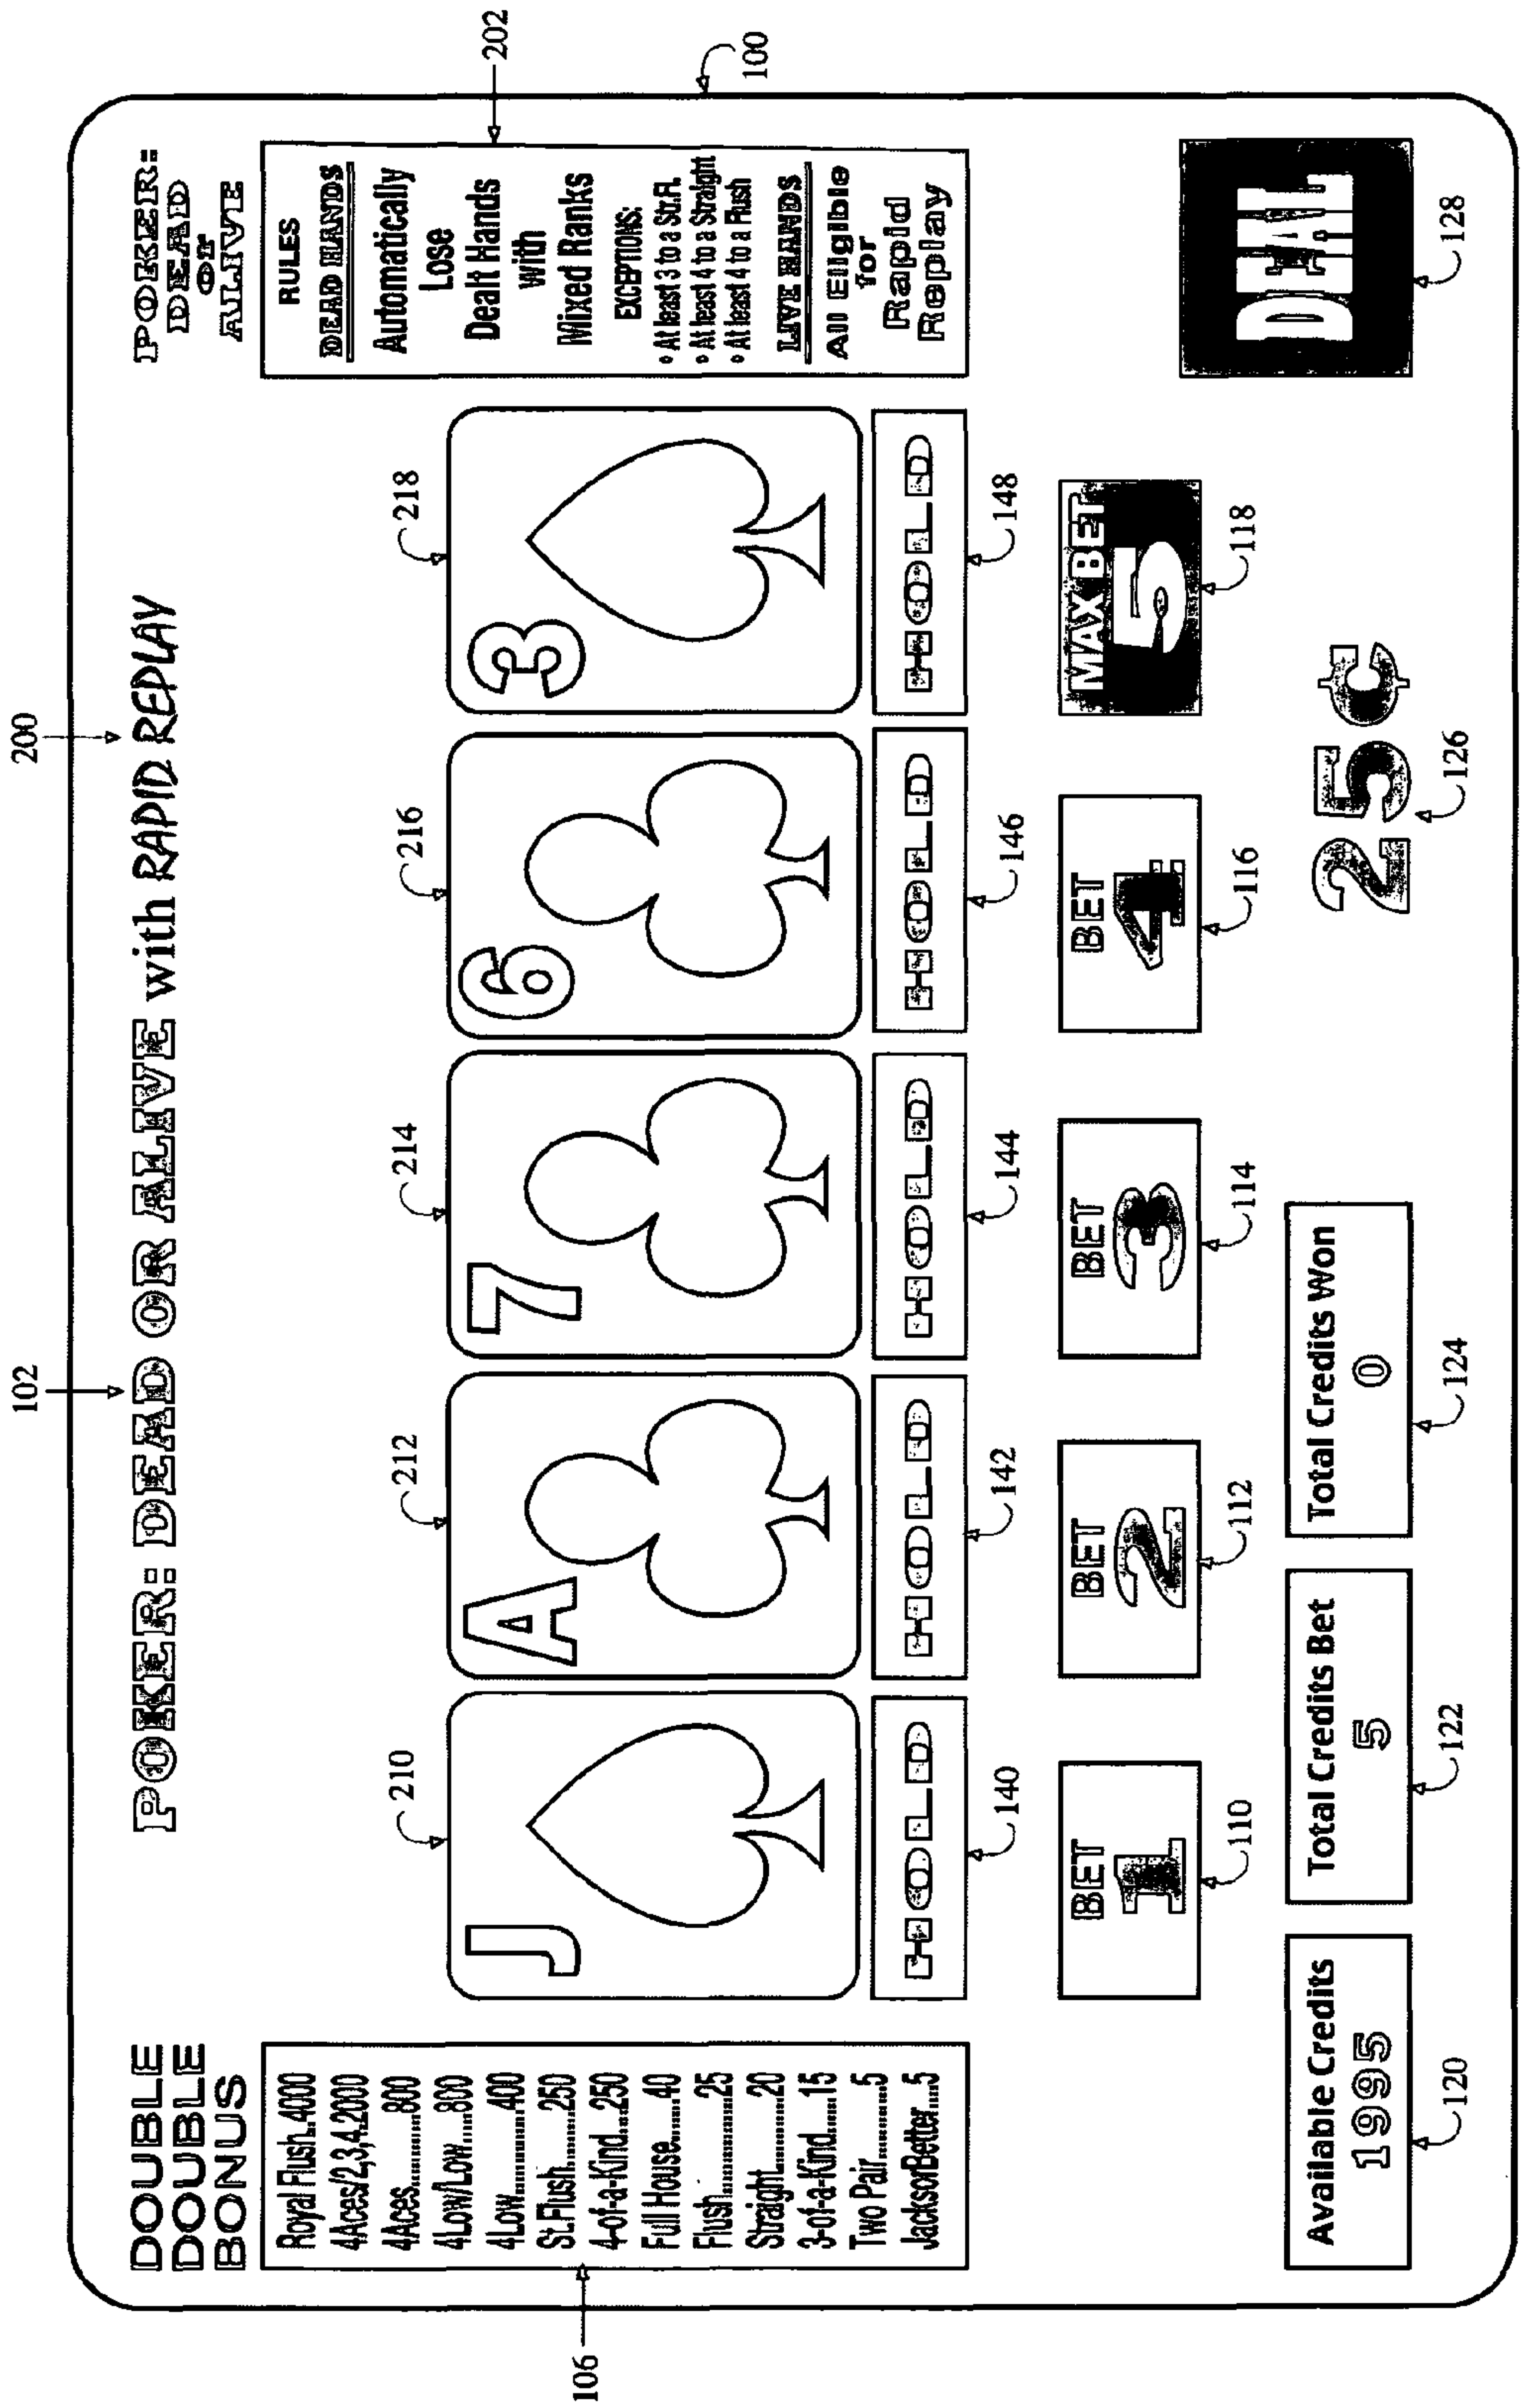 102
200
POKER: DEAD OR ALIVE with RAPID REPLAY
DOUBLE
DOUBLE
BONUS
Royal Flush..4000
4Aces/2,3,4.2000
4Aces.........800
4Low/Low....800
4Low............400
St.Flush.......250
4-of-a-Kind...250
Full House......40
Flush............25
Straight........20
3-of-a-Kind....15
Two Pair........5
JacksorBetter....5
106
210
212
214
216
218
J
A
7
6
3
HOLD
HOLD
HOLD
HOLD
HOLD
140
142
144
146
148
POKER:
DEAD
or
ALIVE
RULES
DEAD HANDS
Automatically
Lose
Dealt Hands
with
Mixed Ranks
EXCEPTIONS:
• At least 3 to a Str.Fl.
• At least 4 to a Straight
• At least 4 to a Flush
LIVE HANDS
All Eligible
for
Rapid
Replay
202
100
BET
1
BET
2
BET
3
BET
4
MAX BET
5
110
112
114
116
118
DEAL
128
Available Credits
1995
120
Total Credits Bet
5
122
Total Credits Won
0
124
25¢
126